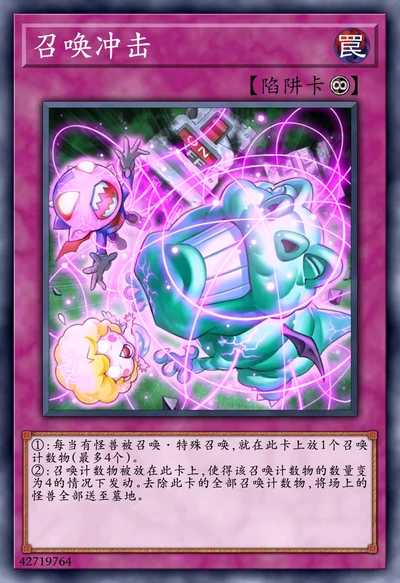 召唤冲击
罠
【陷阱卡】
ON
OFF
①:每当有怪兽被召唤·特殊召唤,就在此卡上放1个召唤
计数物(最多4个)。
②:召唤计数物被放在此卡上,使得该召唤计数物的数量变
为4的情况下发动。去除此卡的全部召唤计数物,将场上的
怪兽全部送至墓地。
42719764